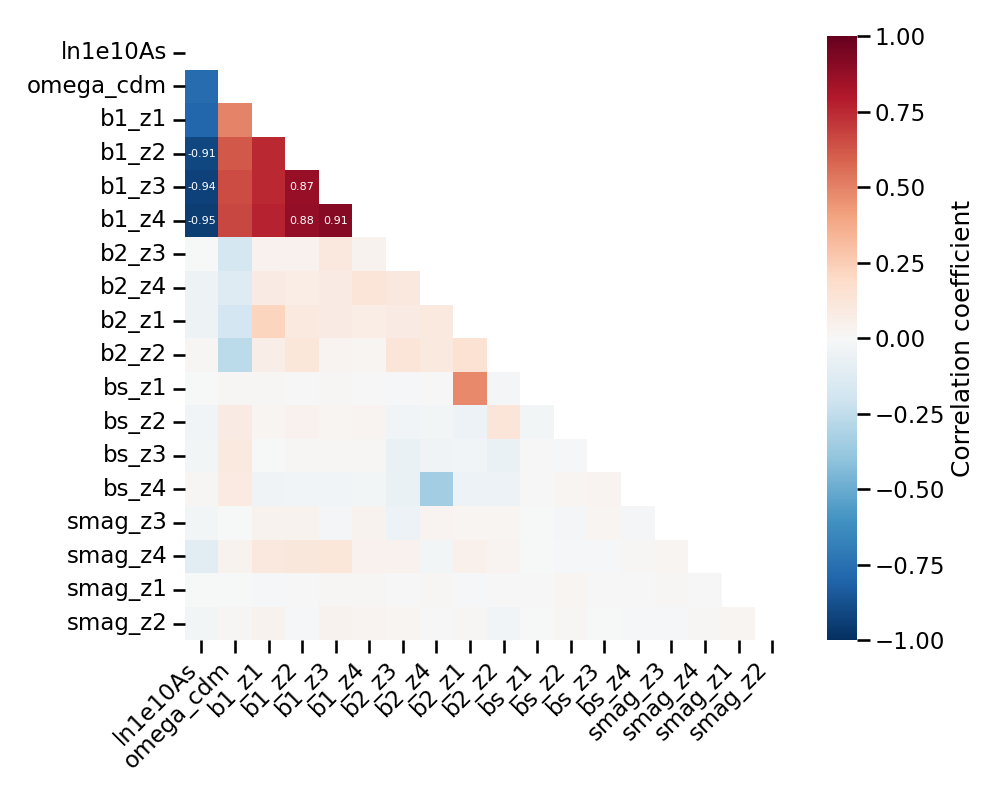 ln1e10As
omega_cdm
b1_z1
b1_z2
b1_z3
b1_z4
b2_z3
b2_z4
b2_z1
b2_z2
bs_z1
bs_z2
bs_z3
bs_z4
smag_z3
smag_z4
smag_z1
smag_z2
-0.91
-0.94 0.87
-0.95 0.88 0.91
ln1e10As
omega_cdm
b1_z1
b1_z2
b1_z3
b1_z4
b2_z3
b2_z4
b2_z1
b2_z2
bs_z1
bs_z2
bs_z3
bs_z4
smag_z3
smag_z4
smag_z1
smag_z2
1.00
0.75
0.50
0.25
0.00
−0.25
−0.50
−0.75
−1.00
Correlation coefficient